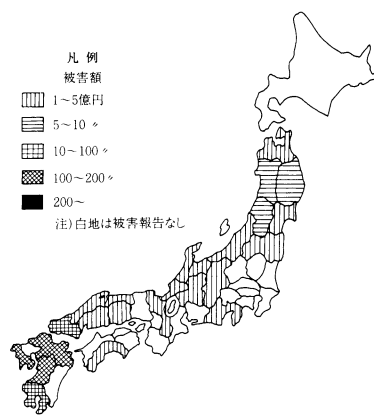 凡例
被害額
1～5億円
5～10 〃
10～100〃
100～200〃
200～
注)白地は被害報告なし